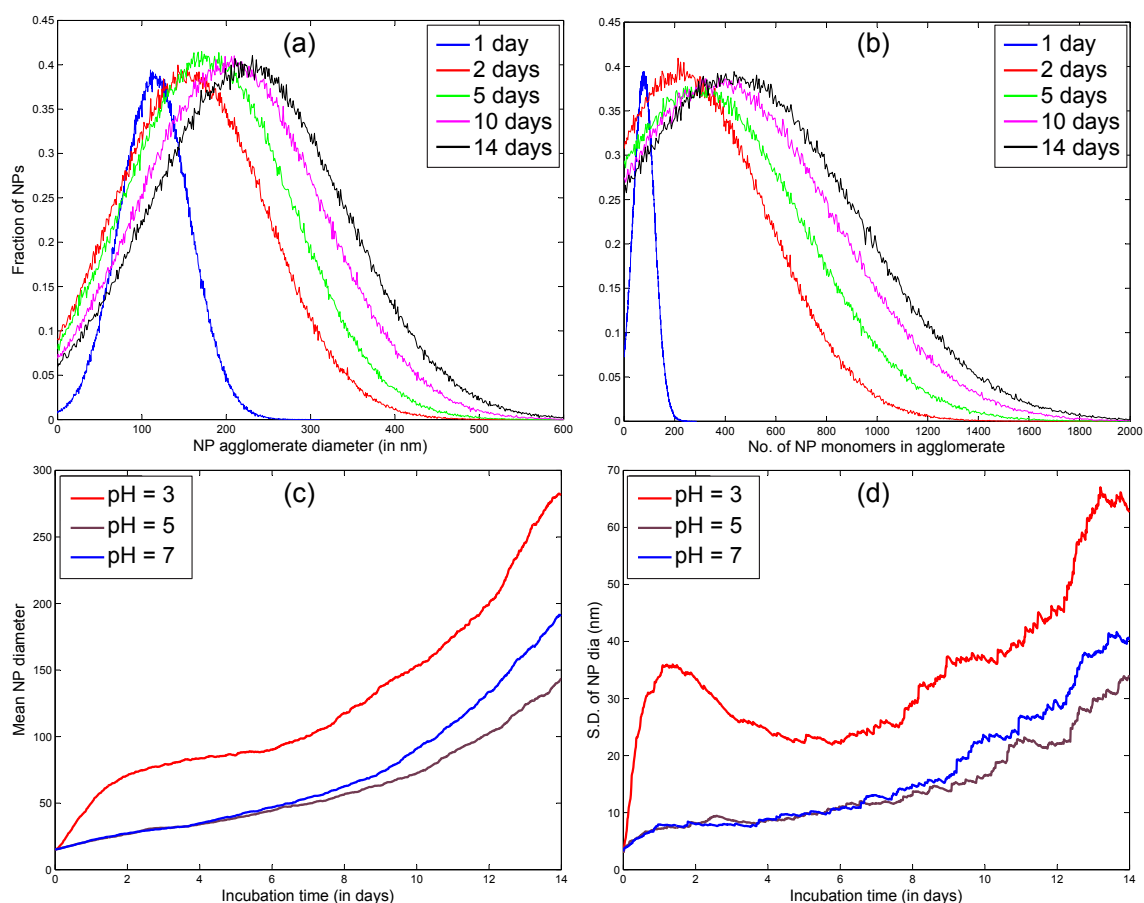 (a)
1 day
2 days
5 days
10 days
14 days
Fraction of NPs
0.45
0.4
0.35
0.3
0.25
0.2
0.15
0.1
0.05
0
0 100 200 300 400 500 600
NP agglomerate diameter (in nm)
(b)
1 day
2 days
5 days
10 days
14 days
0.45
0.4
0.35
0.3
0.25
0.2
0.15
0.1
0.05
0
0 200 400 600 800 1000 1200 1400 1600 1800 2000
No. of NP monomers in agglomerate
(c)
pH = 3
pH = 5
pH = 7
Mean NP diameter
300
250
200
150
100
50
0
0 2 4 6 8 10 12 14
Incubation time (in days)
(d)
pH = 3
pH = 5
pH = 7
S.D. of NP dia (nm)
70
60
50
40
30
20
10
0
0 2 4 6 8 10 12 14
Incubation time (in days)